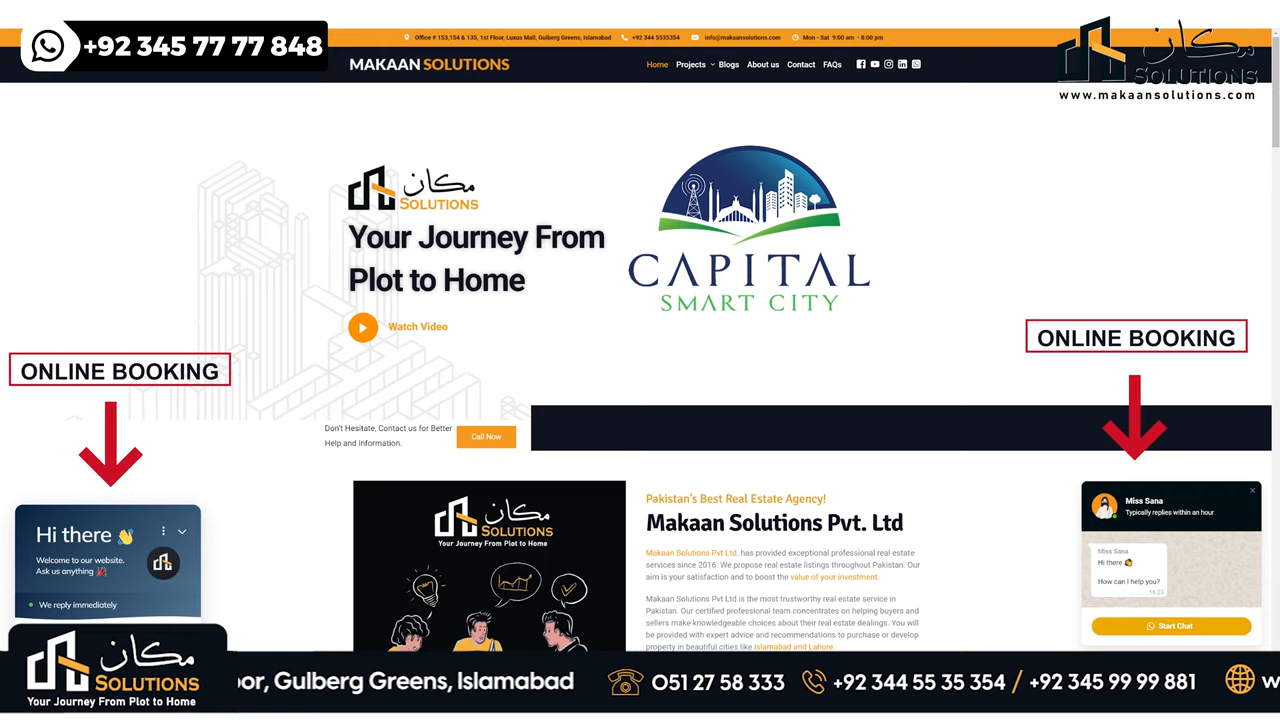 +92 345 77 77 848
Office # 153,154 & 135, 1st Floor, Luxus Mall, Gulberg Greens, Islamabad
+92 344 5535354
info@makaansolutions.com
Mon - Sat 9:00 am - 8:00 pm
MAKAAN SOLUTIONS
Home Projects Blogs About us Contact FAQs
مكان
SOLUTIONS
www.makaansolutions.com
مكان
SOLUTIONS
Your Journey From
Plot to Home
Watch Video
CAPITAL
SMART CITY
ONLINE BOOKING
ONLINE BOOKING
Don't Hesitate, Contact us for Better
Help and Information.
Call Now
مكان
SOLUTIONS
Your Journey From Plot to Home
Pakistan's Best Real Estate Agency!
Makaan Solutions Pvt. Ltd
Makaan Solutions Pvt Ltd. has provided exceptional professional real estate
services since 2016. We propose real estate listings throughout Pakistan. Our
aim is your satisfaction and to boost the value of your investment.
Makaan Solutions Pvt Ltd is the most trustworthy real estate service in
Pakistan. Our certified professional team concentrates on helping buyers and
sellers make knowledgeable choices about their real estate dealings. You will
be provided with expert advice and recommendations to purchase or develop
property in beautiful cities like Islamabad and Lahore.
Hi there
Welcome to our website.
Ask us anything
We reply immediately
Miss Sana
Typically replies within an hour
Miss Sana
Hi there
How can I help you?
16:23
Start Chat
مكان
SOLUTIONS
Your Journey From Plot to Home
or, Gulberg Greens, Islamabad
051 27 58 333
+92 344 55 35 354 / +92 345 99 99 881
w